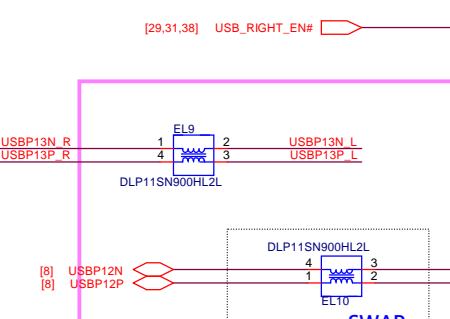 [29,31,38] USB_RIGHT_EN#
EL9
USBP13N_R 1 2 USBP13N_L
USBP13P_R 4 3 USBP13P_L
DLP11SN900HL2L
DLP11SN900HL2L
[8] USBP12N 4 3
[8] USBP12P 1 2
EL10
SWAP